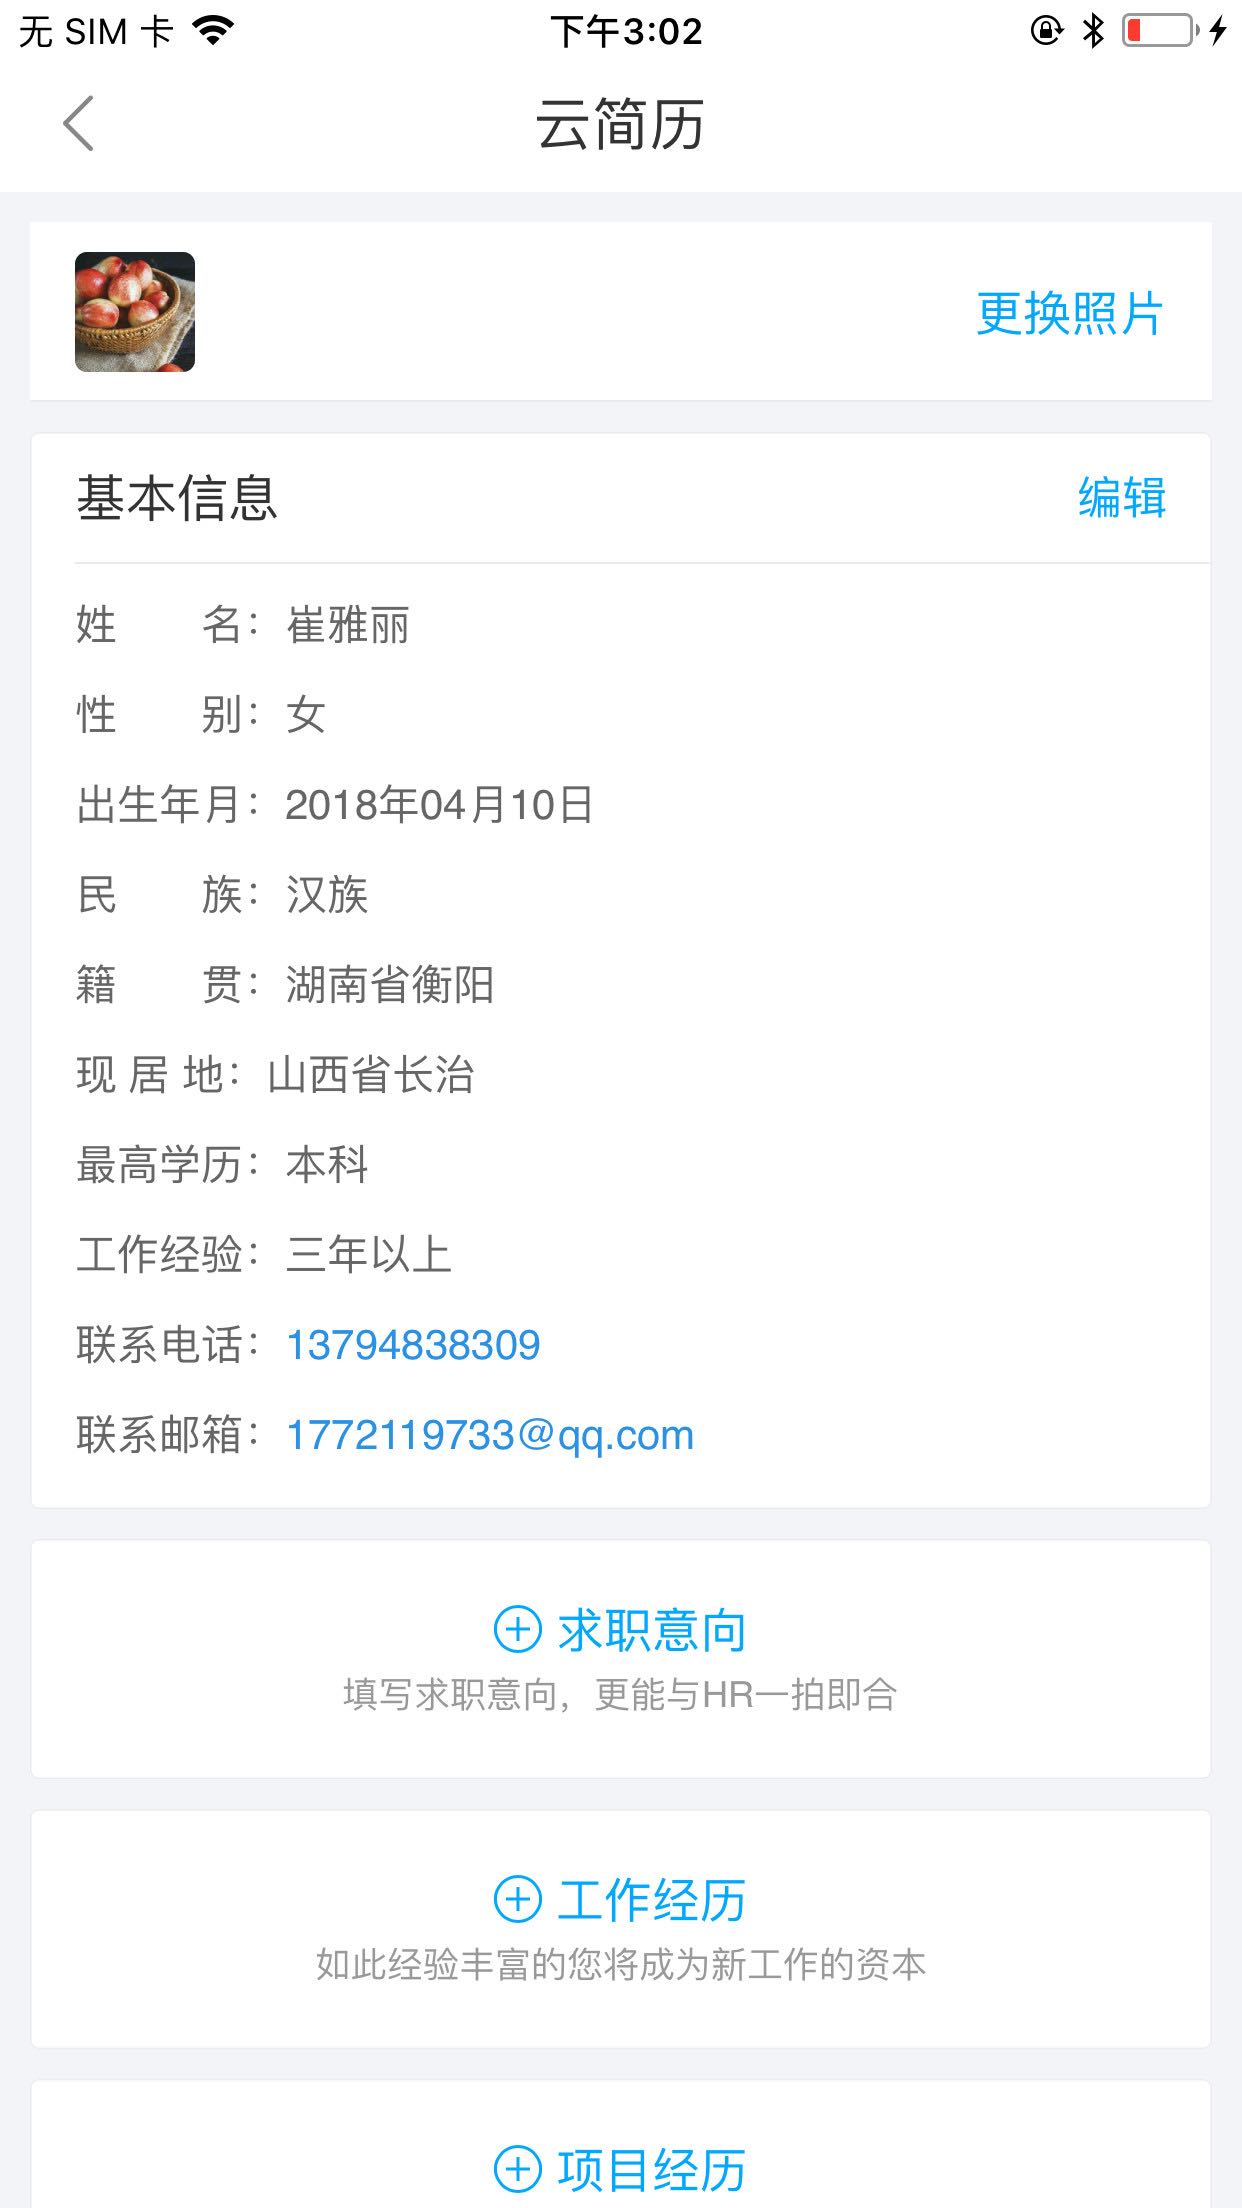 无 SIM 卡 下午3:02
云简历
更换照片
基本信息 编辑
姓 名：崔雅丽
性 别：女
出生年月：2018年04月10日
民 族：汉族
籍 贯：湖南省衡阳
现 居 地：山西省长治
最高学历：本科
工作经验：三年以上
联系电话：13794838309
联系邮箱：1772119733@qq.com
求职意向
填写求职意向，更能与HR一拍即合
工作经历
如此经验丰富的您将成为新工作的资本
项目经历